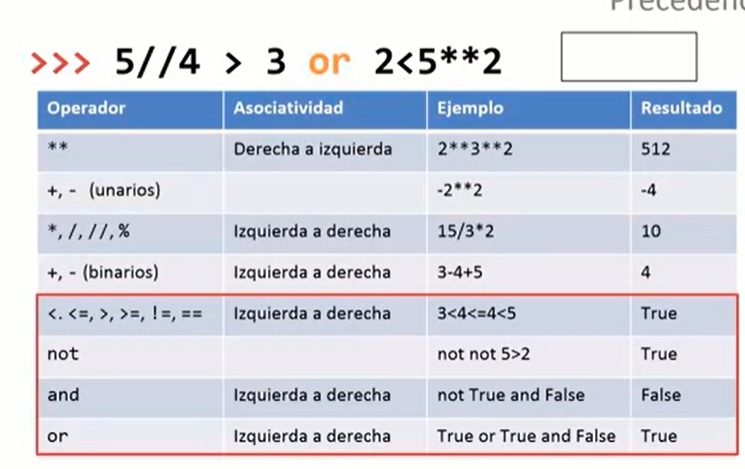 >>> 5//4 > 3 or 2<5**2
Operador Asociatividad Ejemplo Resultado
** Derecha a izquierda 2**3**2 512
+, - (unarios) -2**2 -4
*, /, //, % Izquierda a derecha 15/3*2 10
+, - (binarios) Izquierda a derecha 3-4+5 4
<. <=, >, >=, !=, == Izquierda a derecha 3<4<=4<5 True
not not not 5>2 True
and Izquierda a derecha not True and False False
or Izquierda a derecha True or True and False True